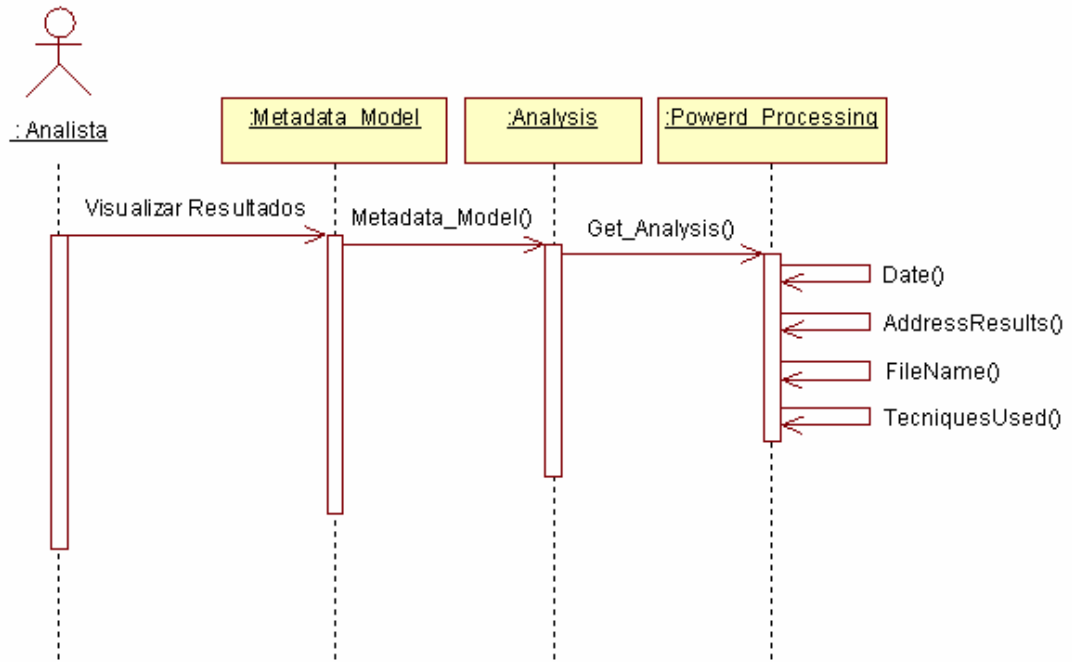 : Analista
:Metadata_Model
:Analysis
:Powerd_Processing
Visualizar Resultados
Metadata_Model()
Get_Analysis()
Date()
AddressResults()
FileName()
TecniquesUsed()